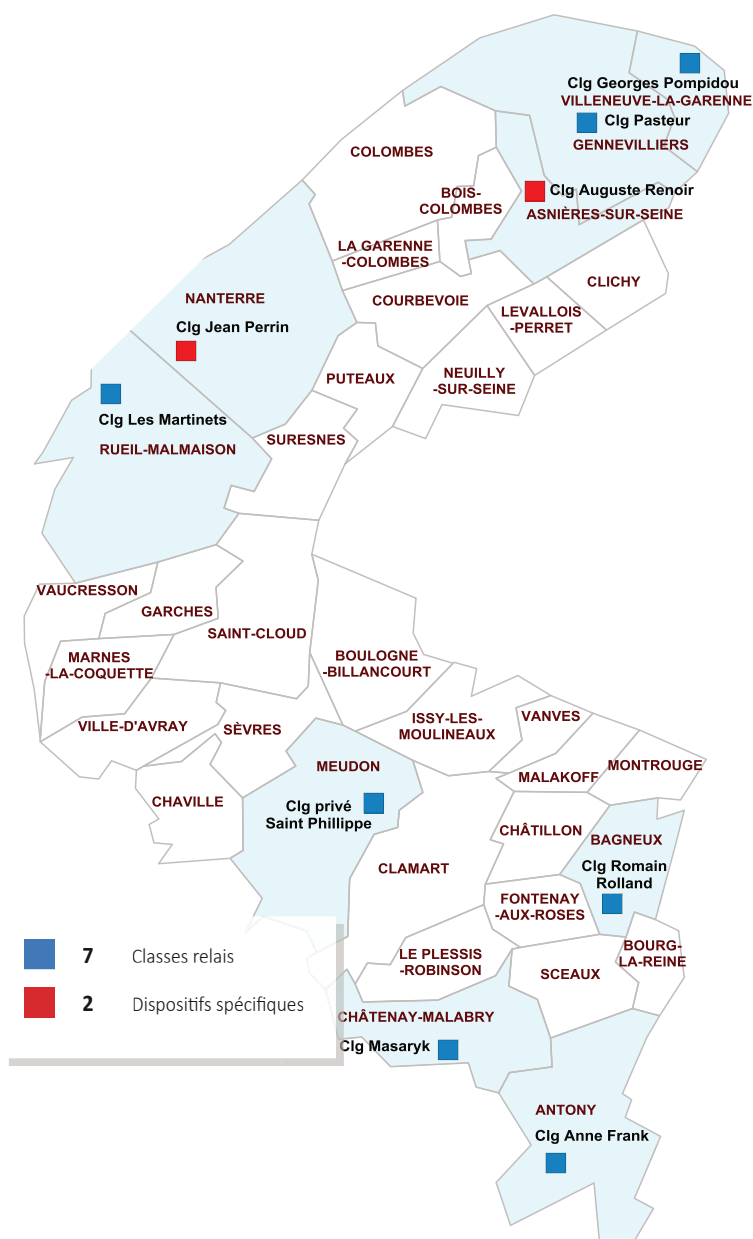 Clg Georges Pompidou
VILLENEUVE-LA-GARENNE
Clg Pasteur
GENNEVILLIERS
COLOMBES
BOIS-
COLOMBES
Clg Auguste Renoir
ASNIÈRES-SUR-SEINE
LA GARENNE
-COLOMBES
CLICHY
NANTERRE
COURBEVOIE
LEVALLOIS
-PERRET
Clg Jean Perrin
PUTEAUX
NEUILLY
-SUR-SEINE
Clg Les Martinets
RUEIL-MALMAISON
SURESNES
VAUCRESSON
GARCHES
SAINT-CLOUD
MARNES
-LA-COQUETTE
BOULOGNE
-BILLANCOURT
VILLE-D'AVRAY
SÈVRES
ISSY-LES-
MOULINEAUX
VANVES
MEUDON
MALAKOFF
MONTROUGE
CHAVILLE
Clg privé
Saint Phillippe
CHÂTILLON
BAGNEUX
CLAMART
Clg Romain
Rolland
FONTENAY
-AUX-ROSES
LE PLESSIS
-ROBINSON
SCEAUX
BOURG-
LA-REINE
7 Classes relais
2 Dispositifs spécifiques
CHÂTENAY-MALABRY
Clg Masaryk
ANTONY
Clg Anne Frank